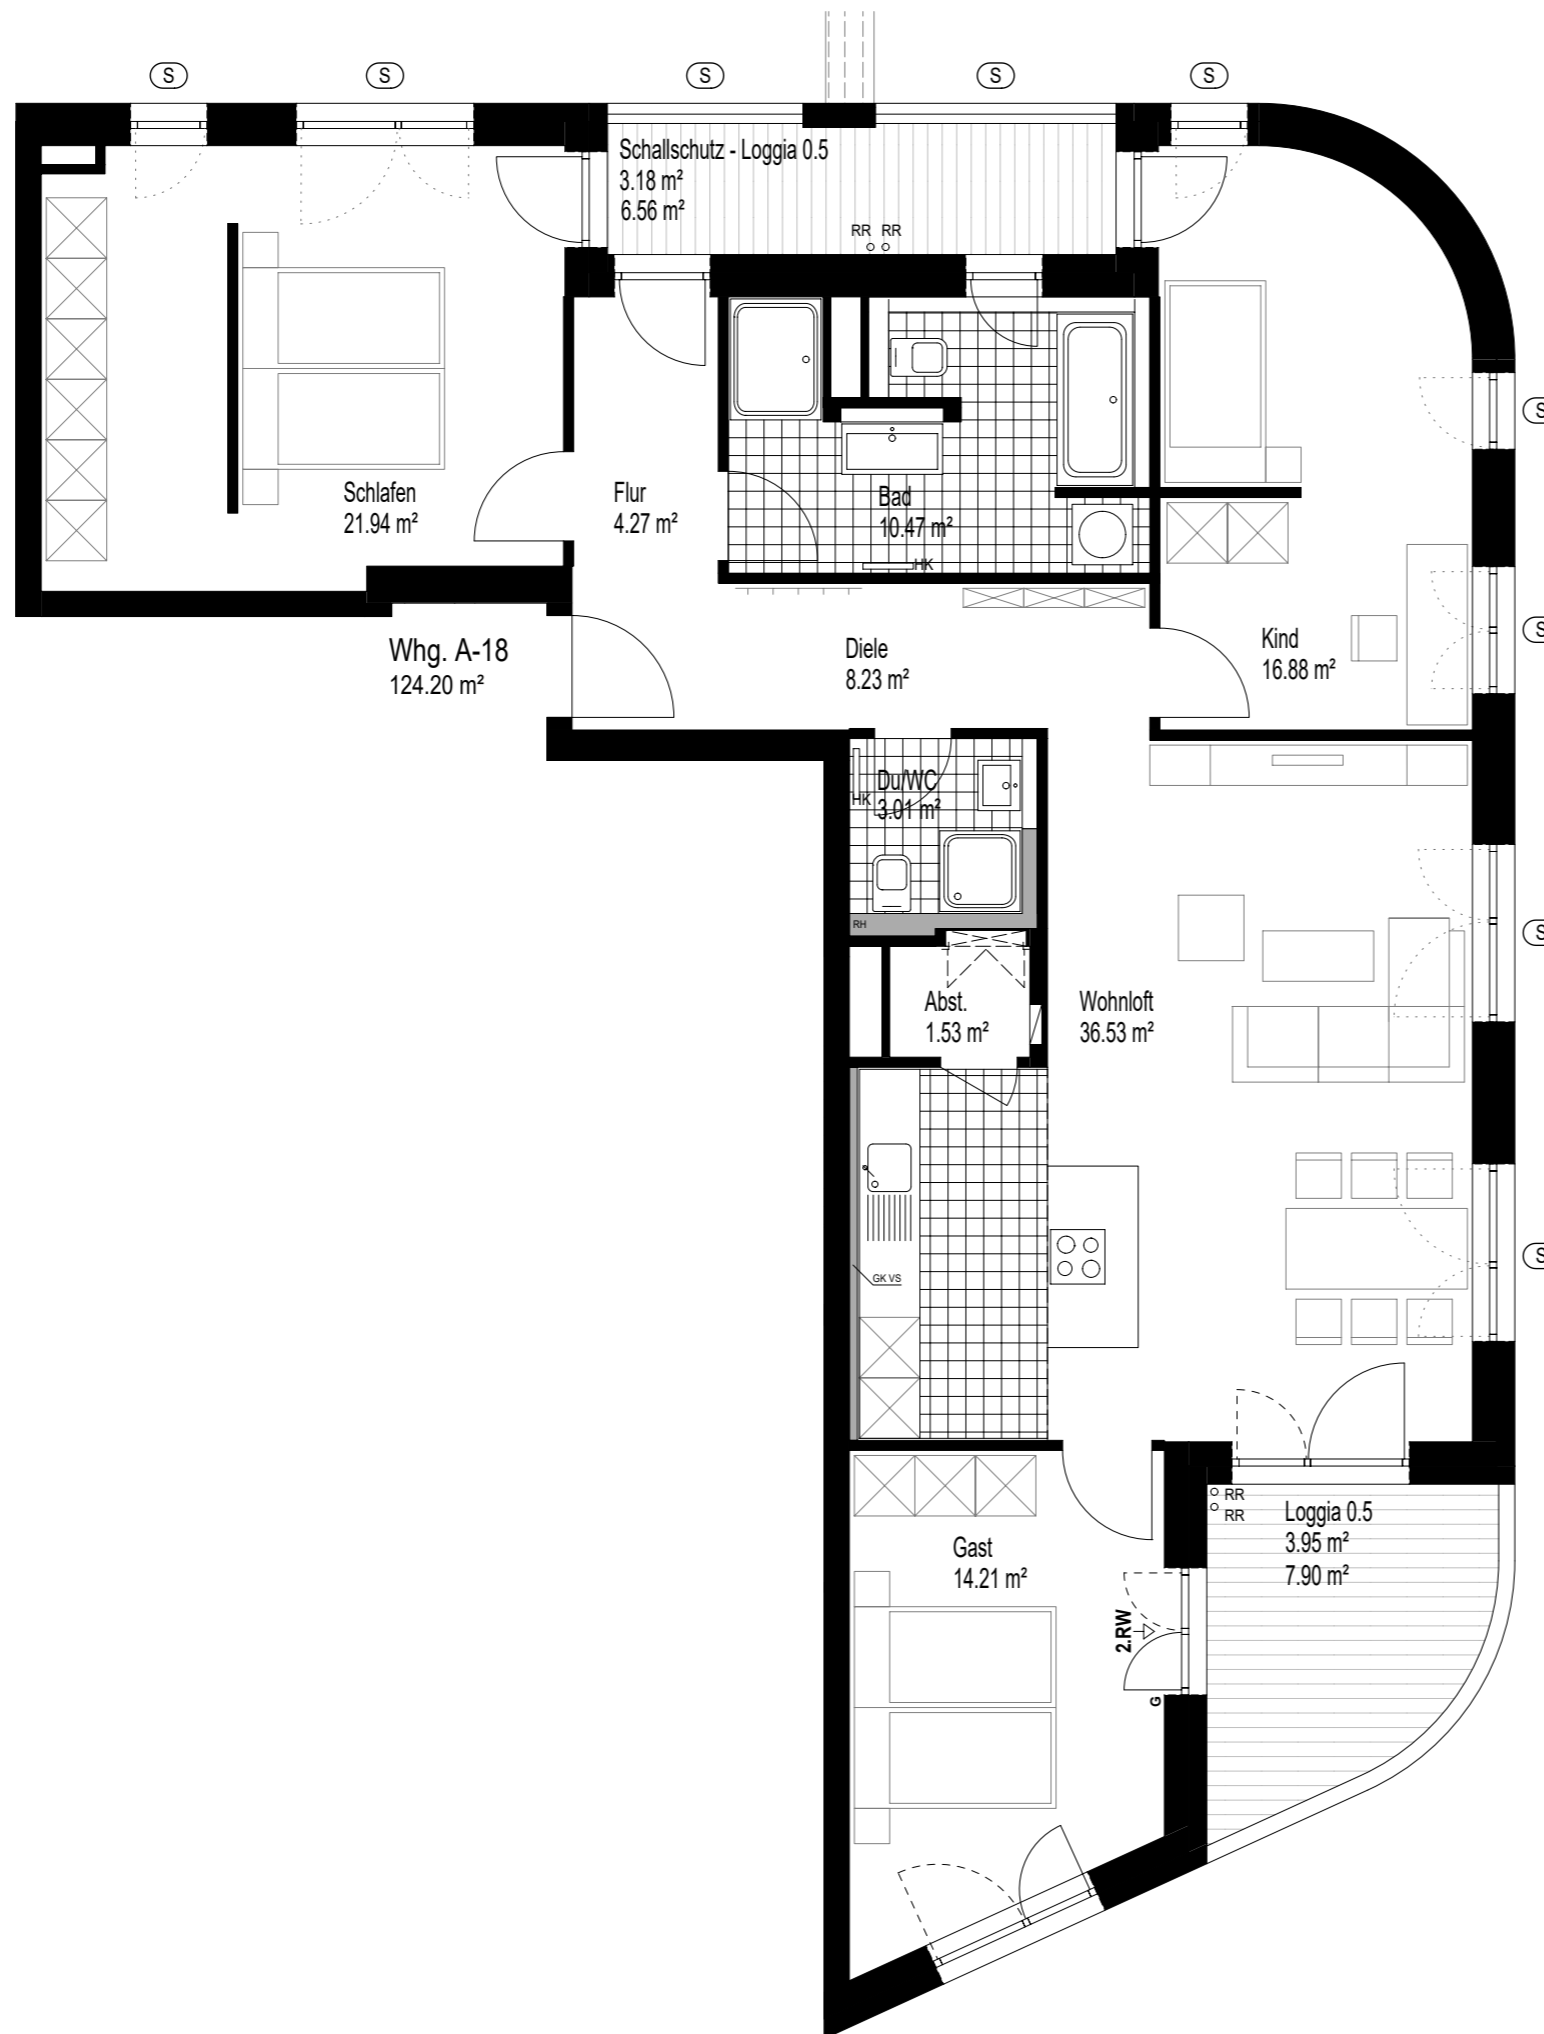 S
S
S
S
S
Schallschutz - Loggia 0.5
3.18 m²
6.56 m²
RR RR
S
Schlafen
21.94 m²
Flur
4.27 m²
Bad
10.47 m²
HK
Whg. A-18
124.20 m²
Diele
8.23 m²
Kind
16.88 m²
S
Du/WC
3.01 m²
HK
RH
S
Abst.
1.53 m²
Wohnloft
36.53 m²
S
GK VS
RR
RR
Loggia 0.5
3.95 m²
7.90 m²
Gast
14.21 m²
2.RW
G